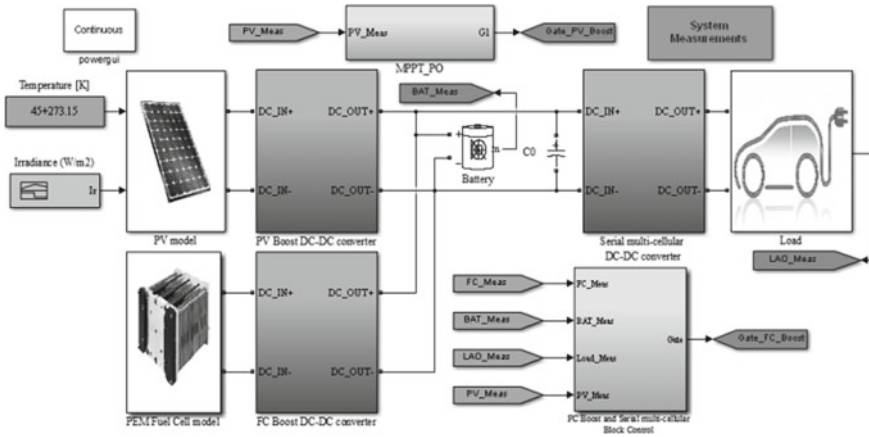 Continuous
powergui
PV_Meas
PV_Meas
G1
MPPT_PO
Gate_PV_Boost
System
Measurements
Temperature [K]
45+273.15
Irradiance (W/m2)
Ir
PV model
DC_IN+
DC_OUT+
DC_IN-
DC_OUT-
PV Boost DC-DC converter
BAT_Meas
+
m
-
Battery
C0
+
DC_IN+
DC_OUT+
DC_IN-
DC_OUT-
Serial multi-cellular
DC-DC converter
Load
LAO_Meas
PEM Fuel Cell model
DC_IN+
DC_OUT+
DC_IN-
DC_OUT-
FC Boost DC-DC converter
FC_Meas
BAT_Meas
LAO_Meas
PV_Meas
FC_Meas
BAT_Meas
Load_Meas
PV_Meas
Gate
FC Boost and Serial multi-cellular
Block Control
Gate_FC_Boost